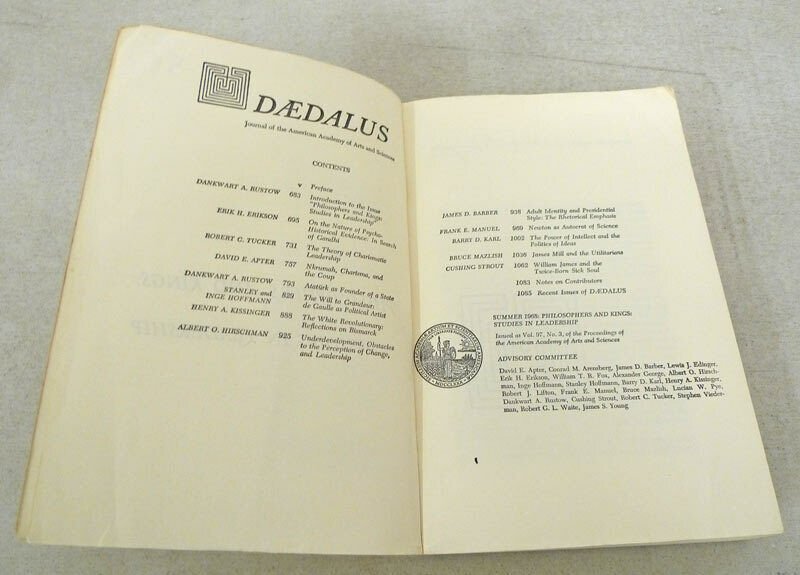 DÆDALUS
Journal of the American Academy of Arts and Sciences
CONTENTS
v Preface
DANKWART A. RUSTOW 683 Introduction to the Issue
"Philosophers and Kings:
Studies in Leadership"
ERIK H. ERIKSON 695 On the Nature of Psycho-
Historical Evidence: In Search
of Gandhi
ROBERT C. TUCKER 731 The Theory of Charismatic
Leadership
DAVID E. APTER 757 Nkrumah, Charisma, and
the Coup
DANKWART A. RUSTOW 793 Atatürk as Founder of a State
STANLEY and
INGE HOFFMANN 829 The Will to Grandeur:
de Gaulle as Political Artist
HENRY A. KISSINGER 888 The White Revolutionary:
Reflections on Bismarck
ALBERT O. HIRSCHMAN 925 Underdevelopment, Obstacles
to the Perception of Change,
and Leadership
JAMES D. BARBER 938 Adult Identity and Presidential
Style: The Rhetorical Emphasis
FRANK E. MANUEL 969 Newton as Autocrat of Science
BARRY D. KARL 1002 The Power of Intellect and the
Politics of Ideas
BRUCE MAZLISH 1036 James Mill and the Utilitarians
CUSHING STROUT 1062 William James and the
Twice-Born Sick Soul
1083 Notes on Contributors
1085 Recent Issues of DÆDALUS
SUMMER 1968: PHILOSOPHERS AND KINGS:
STUDIES IN LEADERSHIP
Issued as Vol. 97, No. 3, of the Proceedings of
the American Academy of Arts and Sciences
ADVISORY COMMITTEE
David E. Apter, Conrad M. Arensberg, James D. Barber, Lewis J. Edinger,
Erik H. Erikson, William T. R. Fox, Alexander George, Albert O. Hirsch-
man, Inge Hoffmann, Stanley Hoffmann, Barry D. Karl, Henry A. Kissinger,
Robert J. Lifton, Frank E. Manuel, Bruce Mazlish, Lucian W. Pye,
Dankwart A. Rustow, Cushing Strout, Robert C. Tucker, Stephen Vieder-
man, Robert G. L. Waite, James S. Young